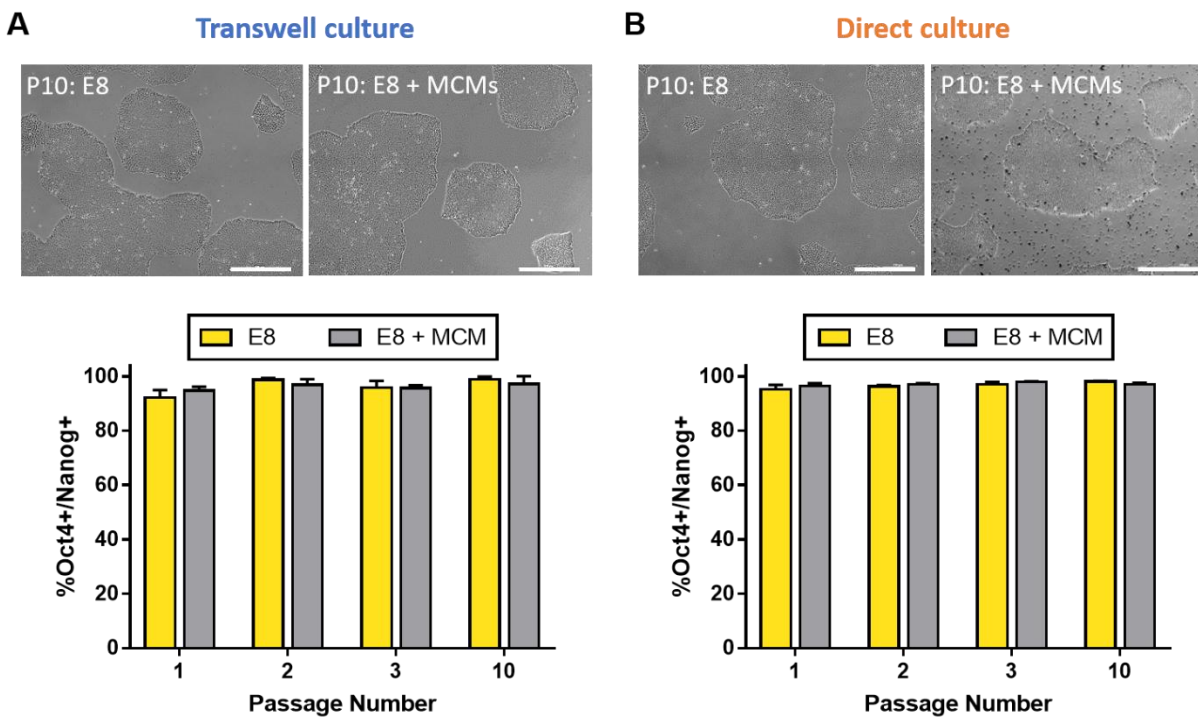 A
Transwell culture
P10: E8
P10: E8 + MCMs
E8
E8 + MCM
%Oct4+/Nanog+
100
80
60
40
20
0
1
2
3
10
Passage Number
B
Direct culture
P10: E8
P10: E8 + MCMs
E8
E8 + MCM
%Oct4+/Nanog+
100
80
60
40
20
0
1
2
3
10
Passage Number